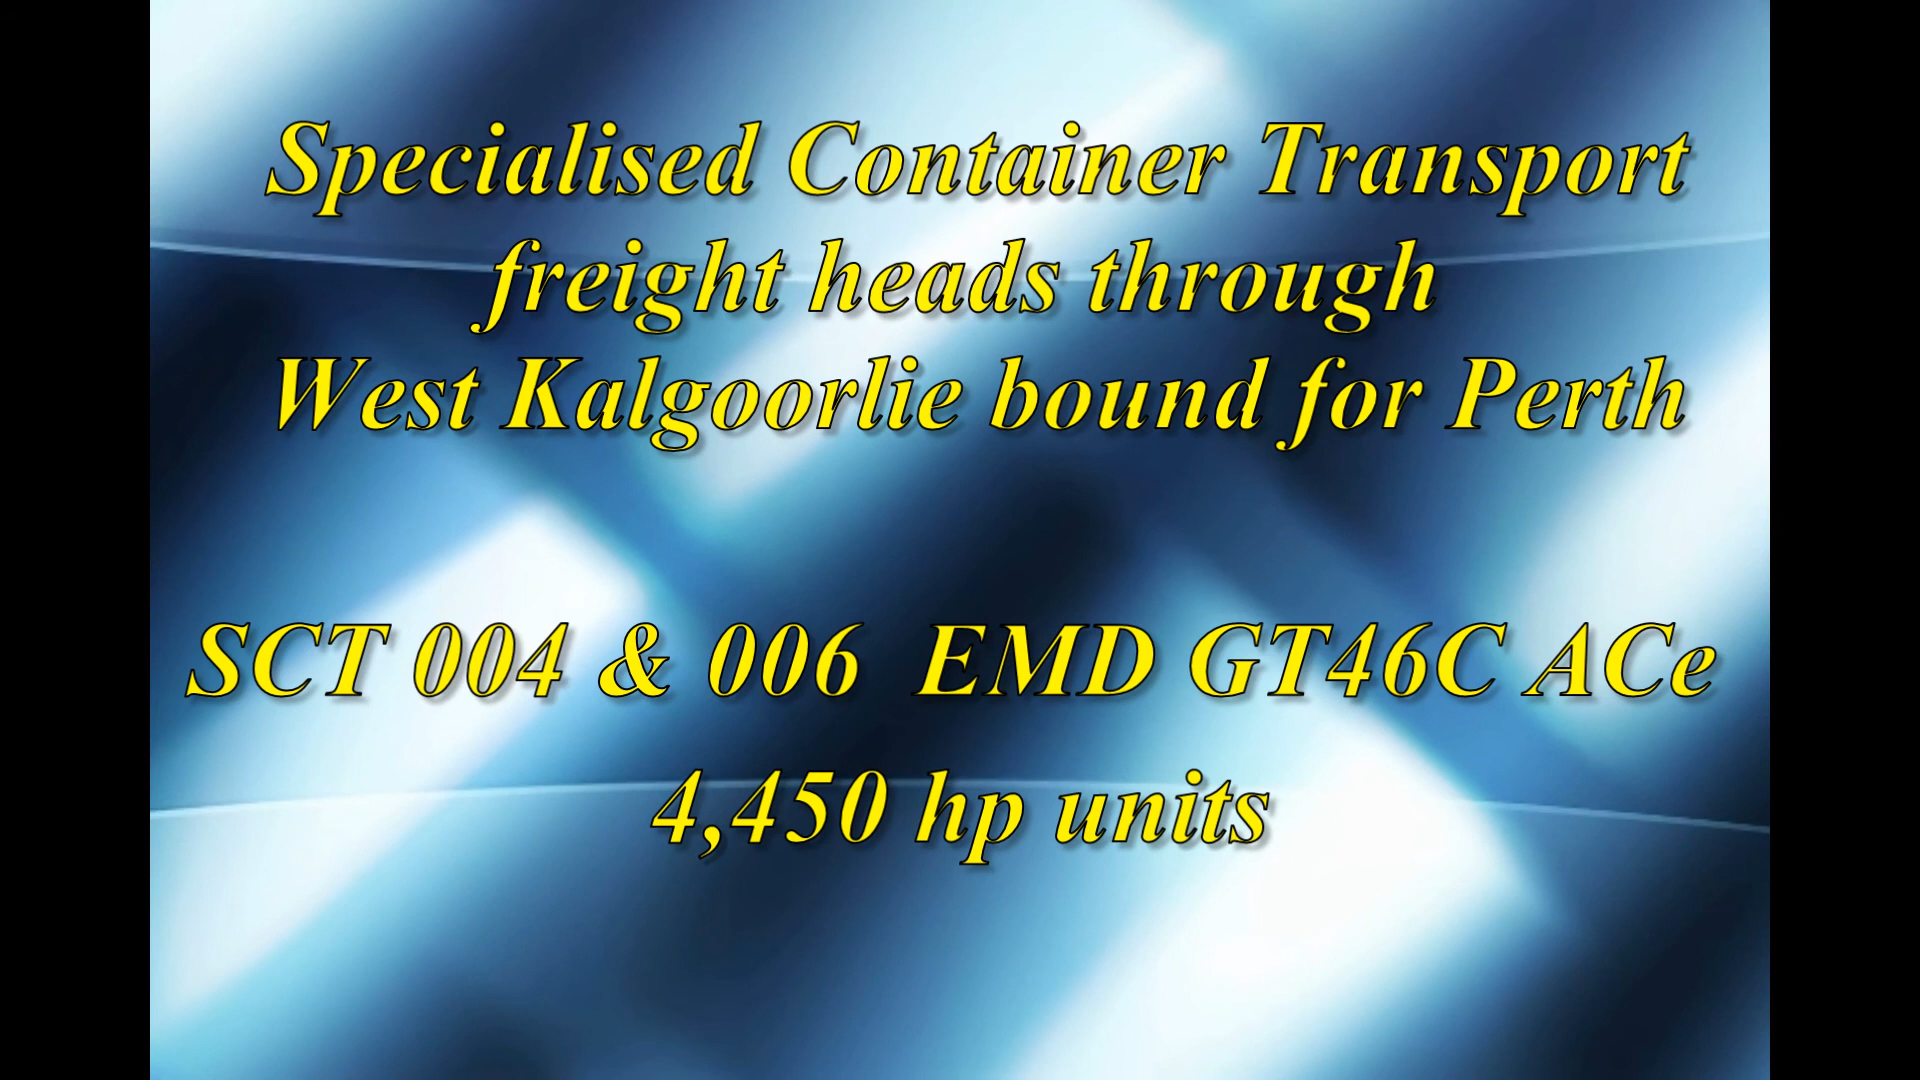 Specialised Container Transport
freight heads through
West Kalgoorlie bound for Perth
SCT 004 & 006 EMD GT46C ACe
4,450 hp units